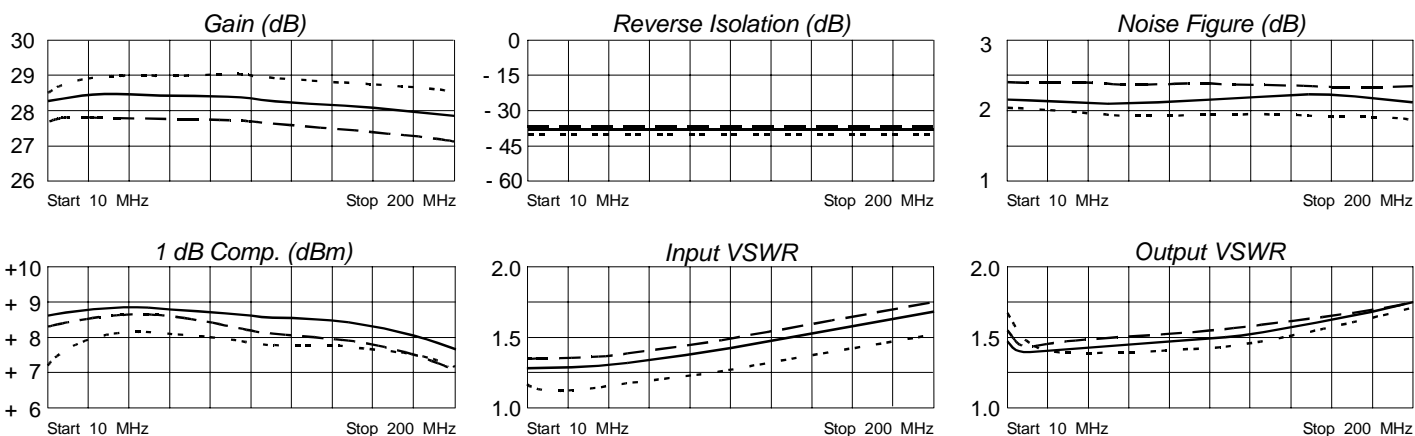 Gain (dB)
30
29
28
27
26
Start 10 MHz
Stop 200 MHz
Reverse Isolation (dB)
0
- 15
- 30
- 45
- 60
Start 10 MHz
Stop 200 MHz
Noise Figure (dB)
3
2
1
Start 10 MHz
Stop 200 MHz
1 dB Comp. (dBm)
+10
+ 9
+ 8
+ 7
+ 6
Start 10 MHz
Stop 200 MHz
Input VSWR
2.0
1.5
1.0
Start 10 MHz
Stop 200 MHz
Output VSWR
2.0
1.5
1.0
Start 10 MHz
Stop 200 MHz